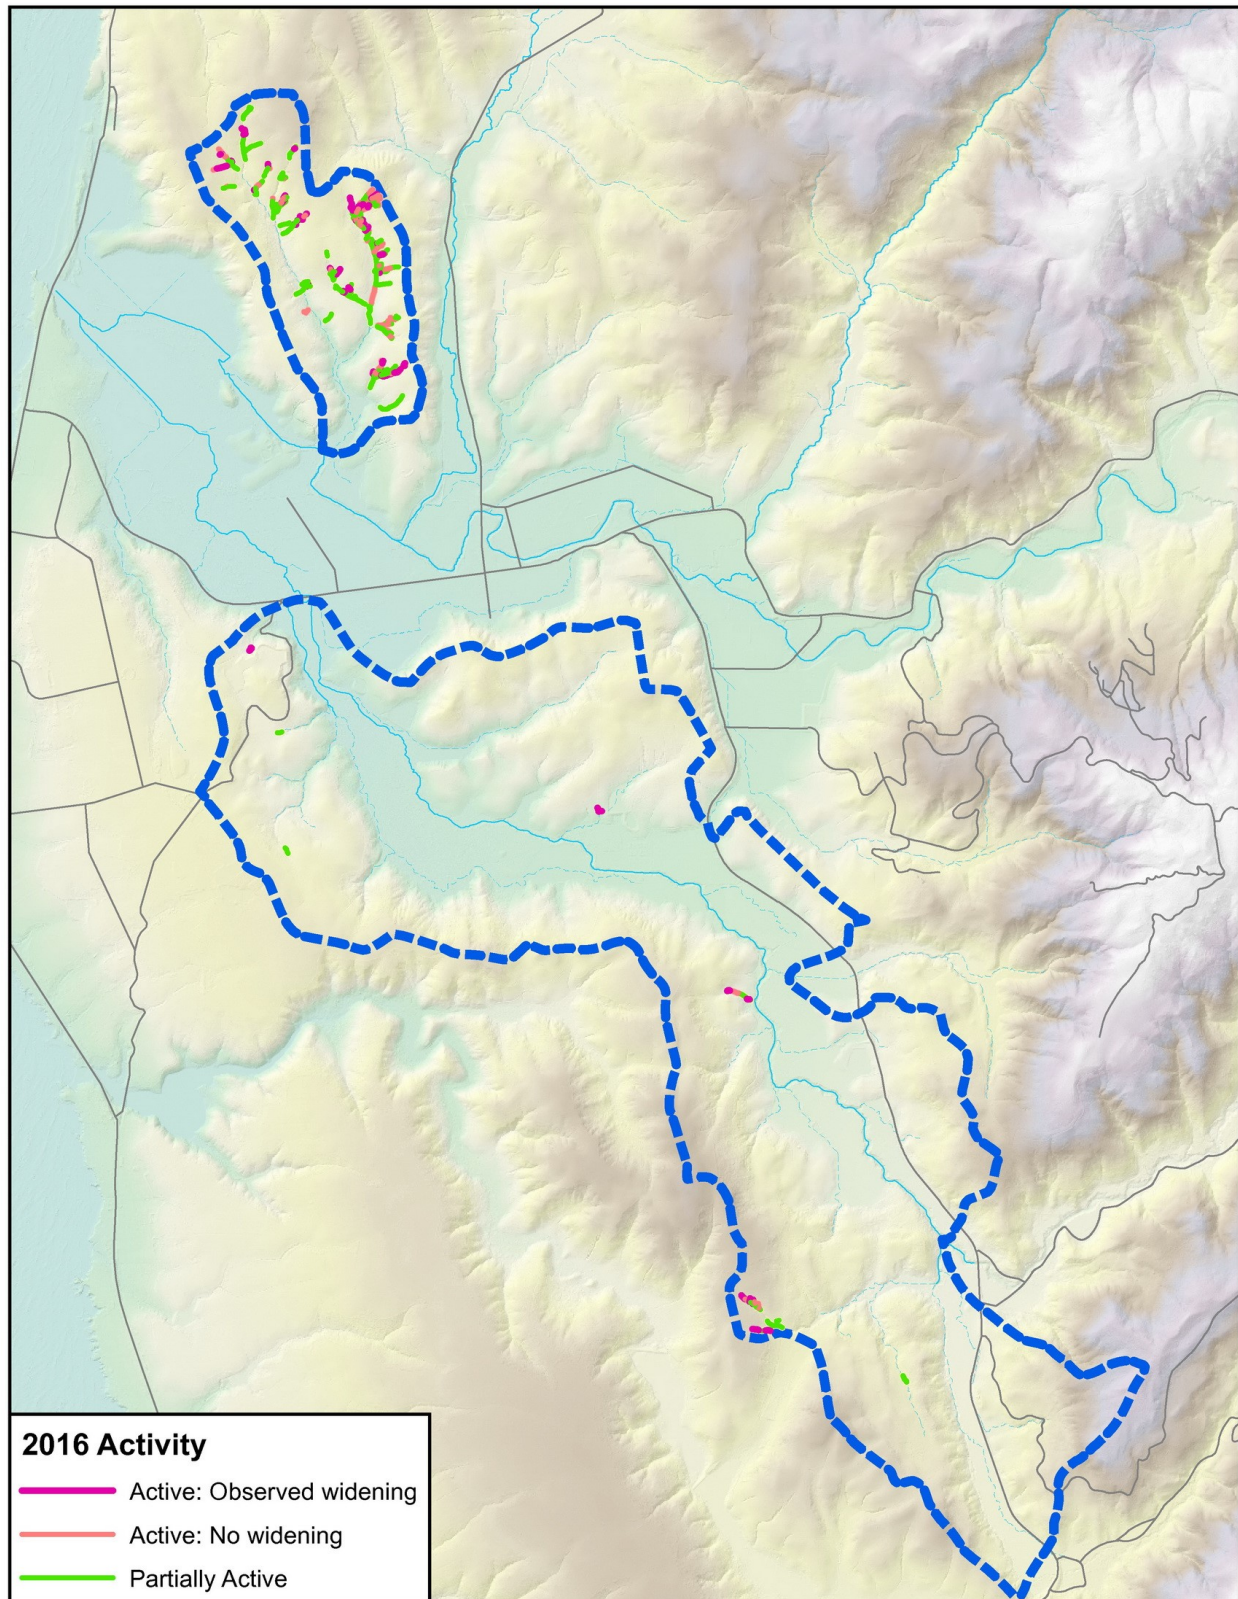 2016 Activity
Active: Observed widening
Active: No widening
Partially Active